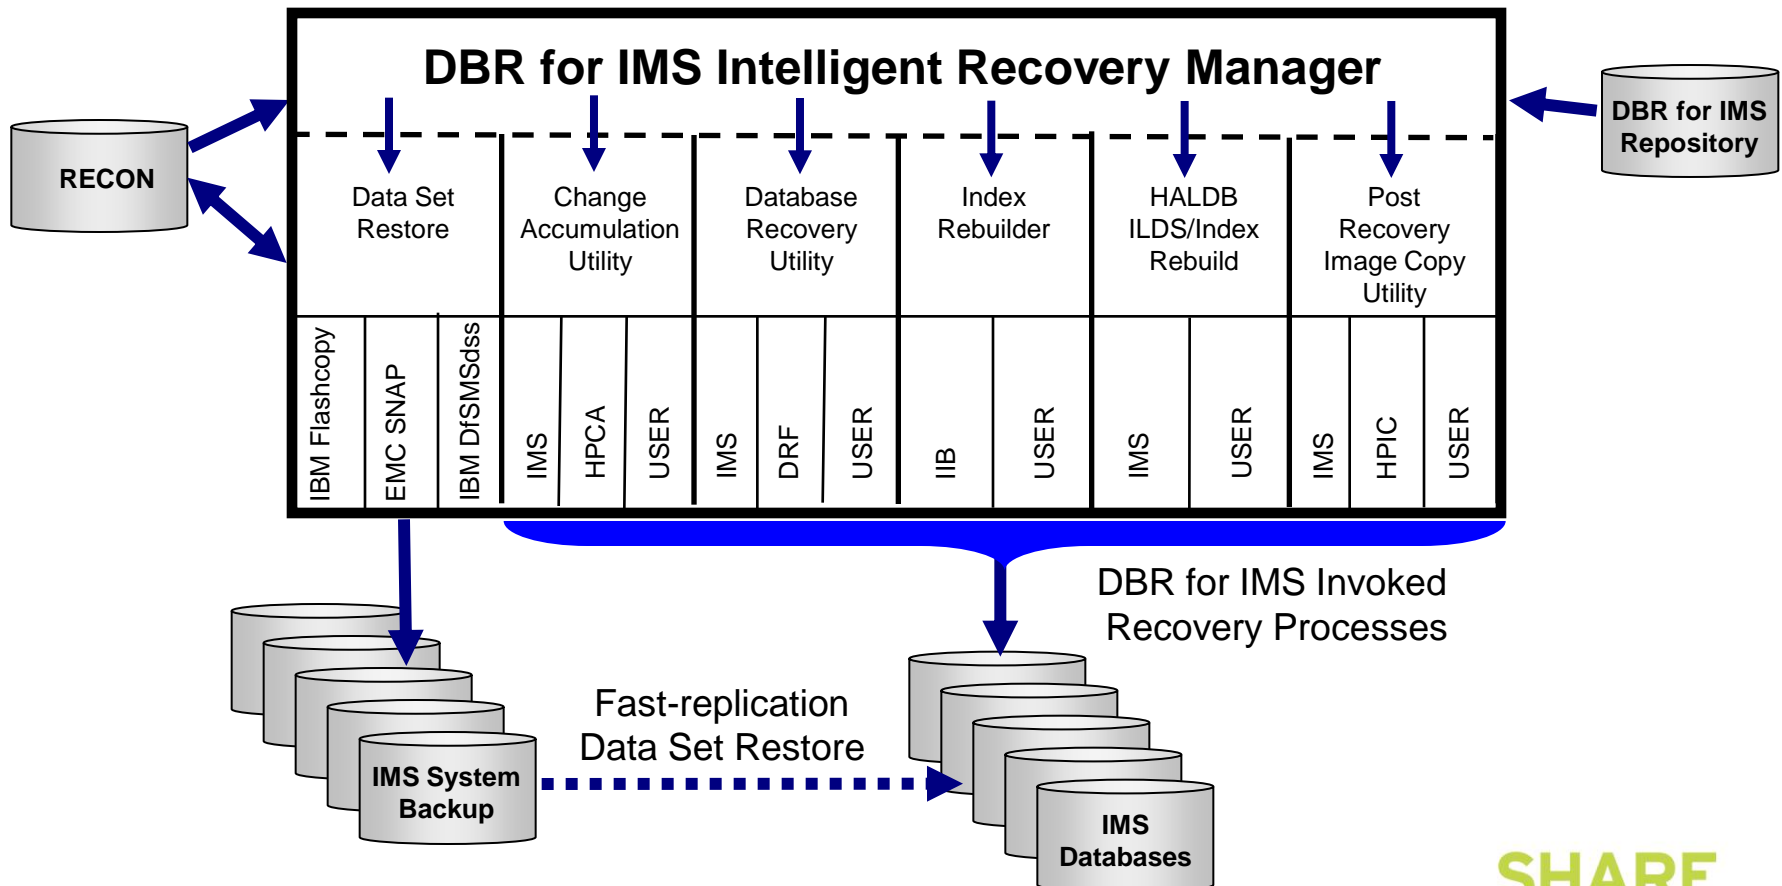 DBR for IMS Intelligent Recovery Manager
RECON
DBR for IMS
Repository
Data Set
Restore
Change
Accumulation
Utility
Database
Recovery
Utility
Index
Rebuilder
HALDB
ILDS/Index
Rebuild
Post
Recovery
Image Copy
Utility
IBM Flashcopy
EMC SNAP
IBM DfSMSdss
IMS
HPCA
USER
IMS
DRF
USER
IIB
USER
IMS
USER
IMS
HPIC
USER
DBR for IMS Invoked
Recovery Processes
Fast-replication
Data Set Restore
IMS System
Backup
IMS
Databases
SHARE